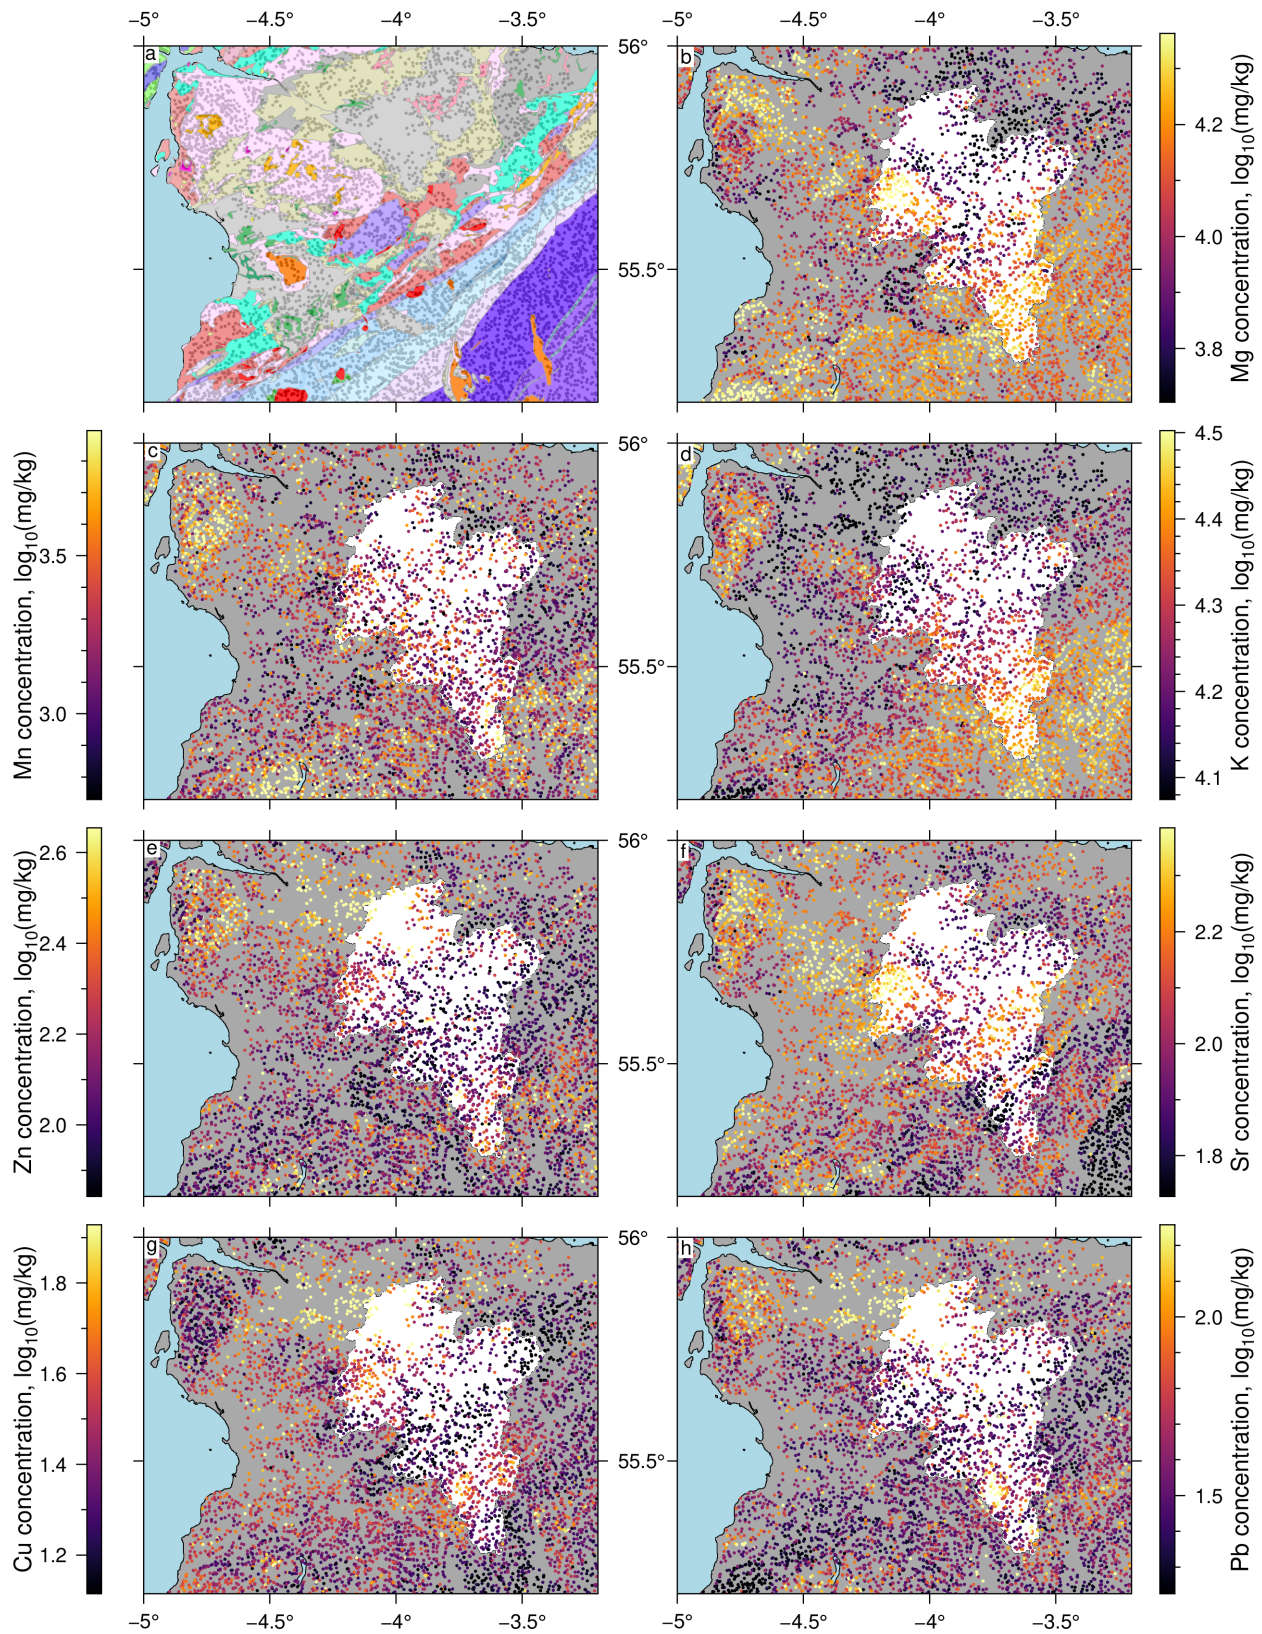 −5° −4.5° −4° −3.5° −5° −4.5° −4° −3.5°
a
56°
b
55.5°
4.2
4.0
3.8
Mg concentration, log10(mg/kg)
c
56°
d
55.5°
3.5
3.0
Mn concentration, log10(mg/kg)
4.5
4.4
4.3
4.2
4.1
K concentration, log10(mg/kg)
e
56°
f
55.5°
2.6
2.4
2.2
2.0
Zn concentration, log10(mg/kg)
2.2
2.0
1.8
Sr concentration, log10(mg/kg)
g
56°
h
55.5°
1.8
1.6
1.4
1.2
Cu concentration, log10(mg/kg)
2.0
1.5
Pb concentration, log10(mg/kg)
−5° −4.5° −4° −3.5° −5° −4.5° −4° −3.5°